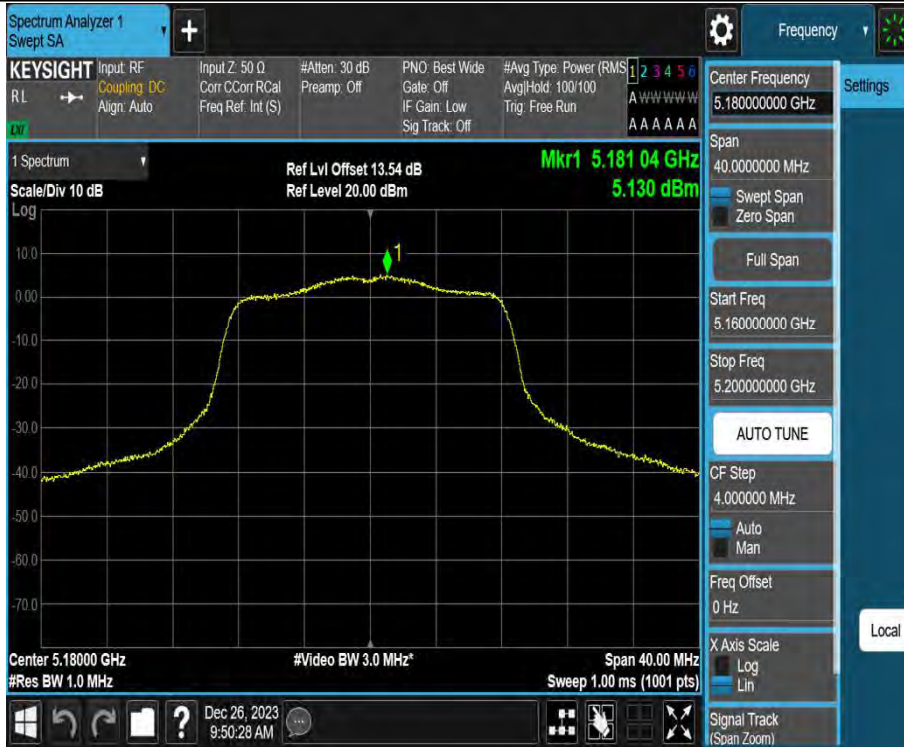 Spectrum Analyzer 1
Swept SA
+
Frequency
KEYSIGHT
R L
LXI
Input: RF
Coupling: DC
Align: Auto
Input Z: 50 Ω
Corr CCorr RCal
Freq Ref: Int (S)
#Atten: 30 dB
Preamp: Off
PNO: Best Wide
Gate: Off
IF Gain: Low
Sig Track: Off
#Avg Type: Power (RMS
Avg|Hold: 100/100
Trig: Free Run
1 2 3 4 5 6
A W W W W W
A A A A A A
1 Spectrum
Scale/Div 10 dB
Log
Ref Lvl Offset 13.54 dB
Ref Level 20.00 dBm
Mkr1 5.181 04 GHz
5.130 dBm
1
10.0
0.00
-10.0
-20.0
-30.0
-40.0
-50.0
-60.0
-70.0
Center 5.18000 GHz
#Res BW 1.0 MHz
#Video BW 3.0 MHz*
Span 40.00 MHz
Sweep 1.00 ms (1001 pts)
Center Frequency
5.180000000 GHz
Settings
Span
40.0000000 MHz
Swept Span
Zero Span
Full Span
Start Freq
5.160000000 GHz
Stop Freq
5.200000000 GHz
AUTO TUNE
CF Step
4.000000 MHz
Auto
Man
Freq Offset
0 Hz
Local
X Axis Scale
Log
Lin
Signal Track
(Span Zoom)
?
Dec 26, 2023
9:50:28 AM